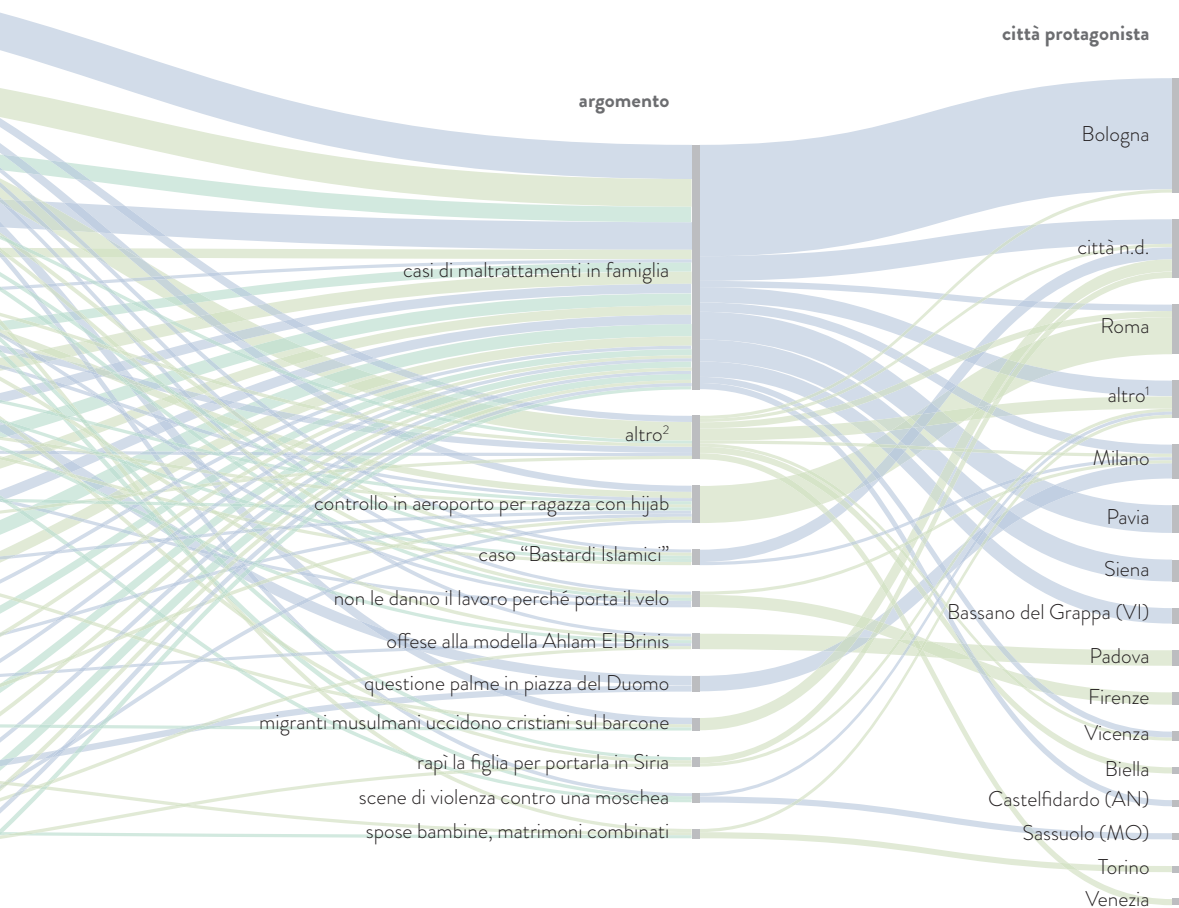 città protagonista
argomento
Bologna
città n.d.
casi di maltrattamenti in famiglia
Roma
altro¹
altro²
Milano
controllo in aeroporto per ragazza con hijab
Pavia
caso “Bastardi Islamici”
Siena
non le danno il lavoro perché porta il velo
Bassano del Grappa (VI)
offese alla modella Ahlam El Brinis
Padova
questione palme in piazza del Duomo
Firenze
migranti musulmani uccidono cristiani sul barcone
Vicenza
rapì la figlia per portarla in Siria
Biella
scene di violenza contro una moschea
Castelfidardo (AN)
spose bambine, matrimoni combinati
Sassuolo (MO)
Torino
Venezia